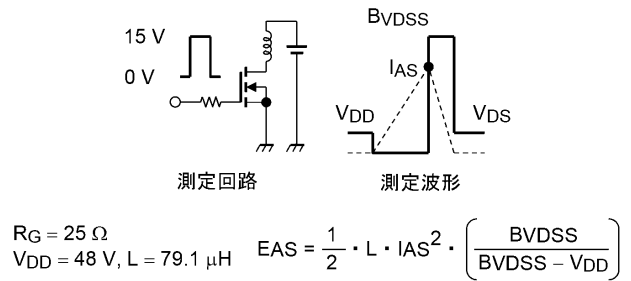 15 V
0 V
BVDSS
IAS
VDD
VDS
測定回路
測定波形
RG = 25 Ω
VDD = 48 V, L = 79.1 μH
EAS = 1/2 · L · IAS² · (BVDSS / (BVDSS − VDD))